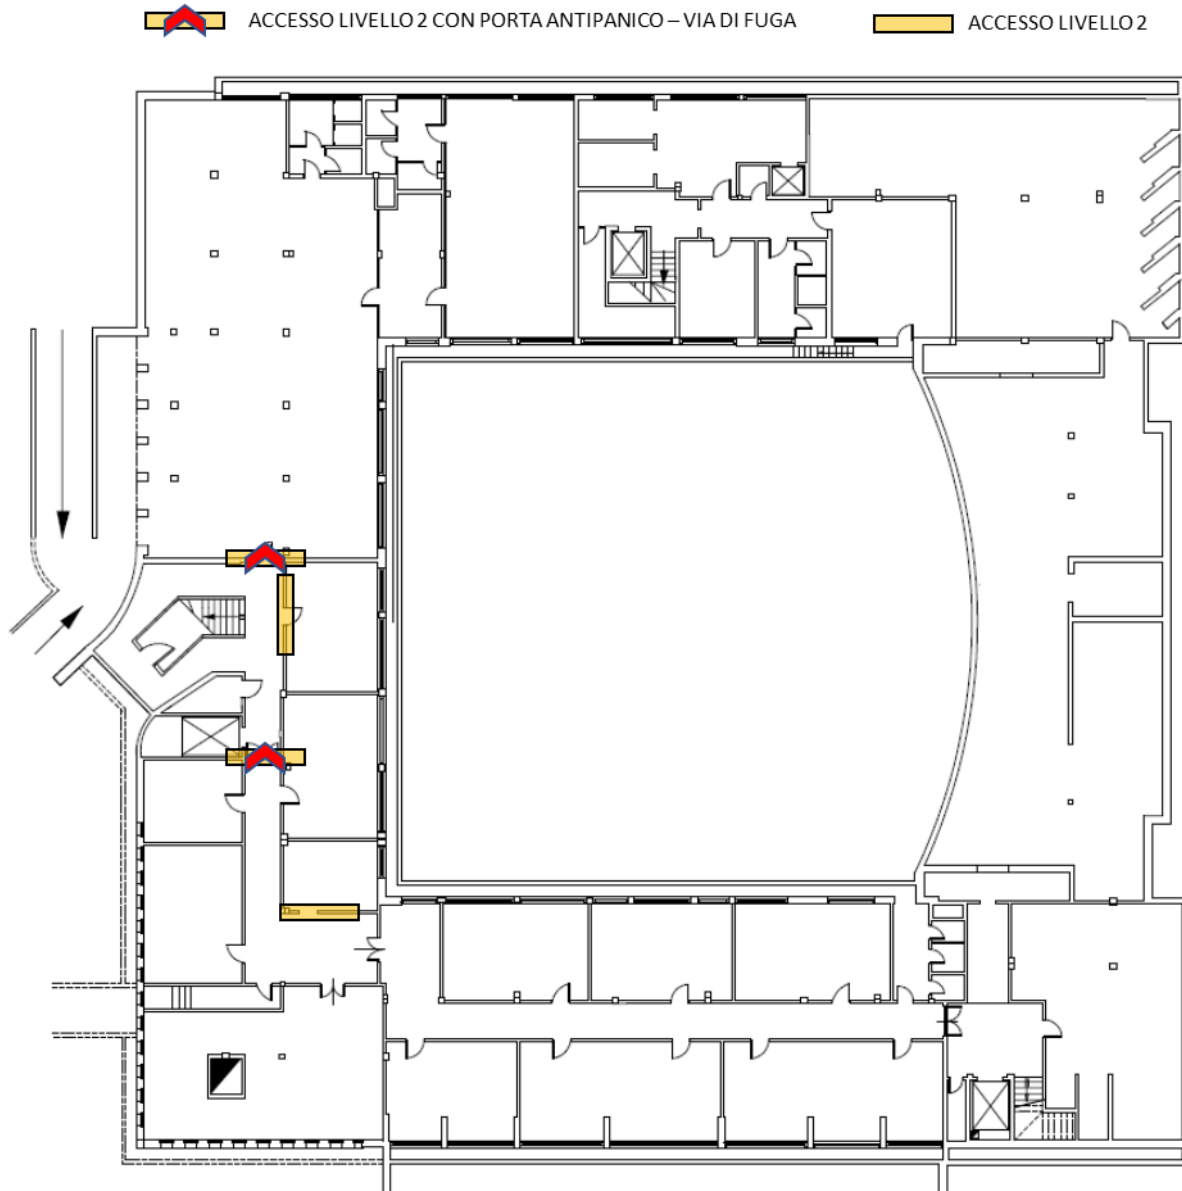 ACCESSO LIVELLO 2 CON PORTA ANTIPANICO – VIA DI FUGA
ACCESSO LIVELLO 2